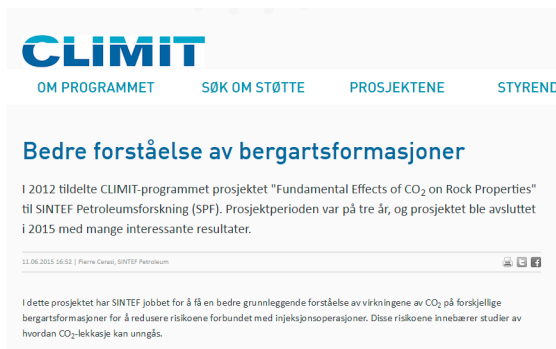 CLIMIT
OM PROGRAMMET SØK OM STØTTE PROSJEKTENE STYREND
Bedre forståelse av bergartsformasjoner
I 2012 tildelte CLIMIT-programmet prosjektet "Fundamental Effects of CO₂ on Rock Properties"
til SINTEF Petroleumsforskning (SPF). Prosjektperioden var på tre år, og prosjektet ble avsluttet
i 2015 med mange interessante resultater.
11.06.2015 16:52 | Pierre Cerasi, SINTEF Petroleum
I dette prosjektet har SINTEF jobbet for å få en bedre grunnleggende forståelse av virkningene av CO₂ på forskjellige
bergartsformasjoner for å redusere risikoene forbundet med injeksjonsoperasjoner. Disse risikoene innebærer studier av
hvordan CO₂-lekkasje kan unngås.